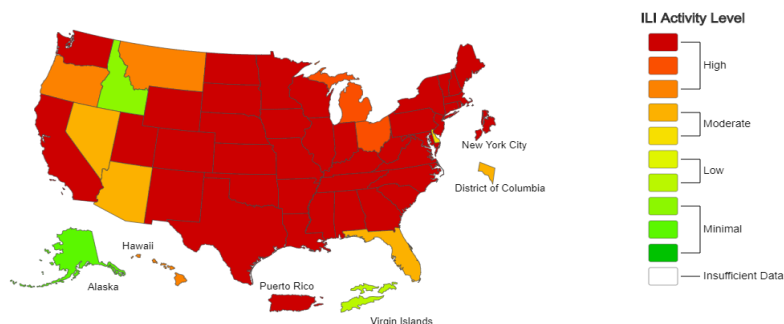 ILI Activity Level
High
Moderate
Low
Minimal
Insufficient Data
New York City
District of Columbia
Hawaii
Alaska
Puerto Rico
Virgin Islands